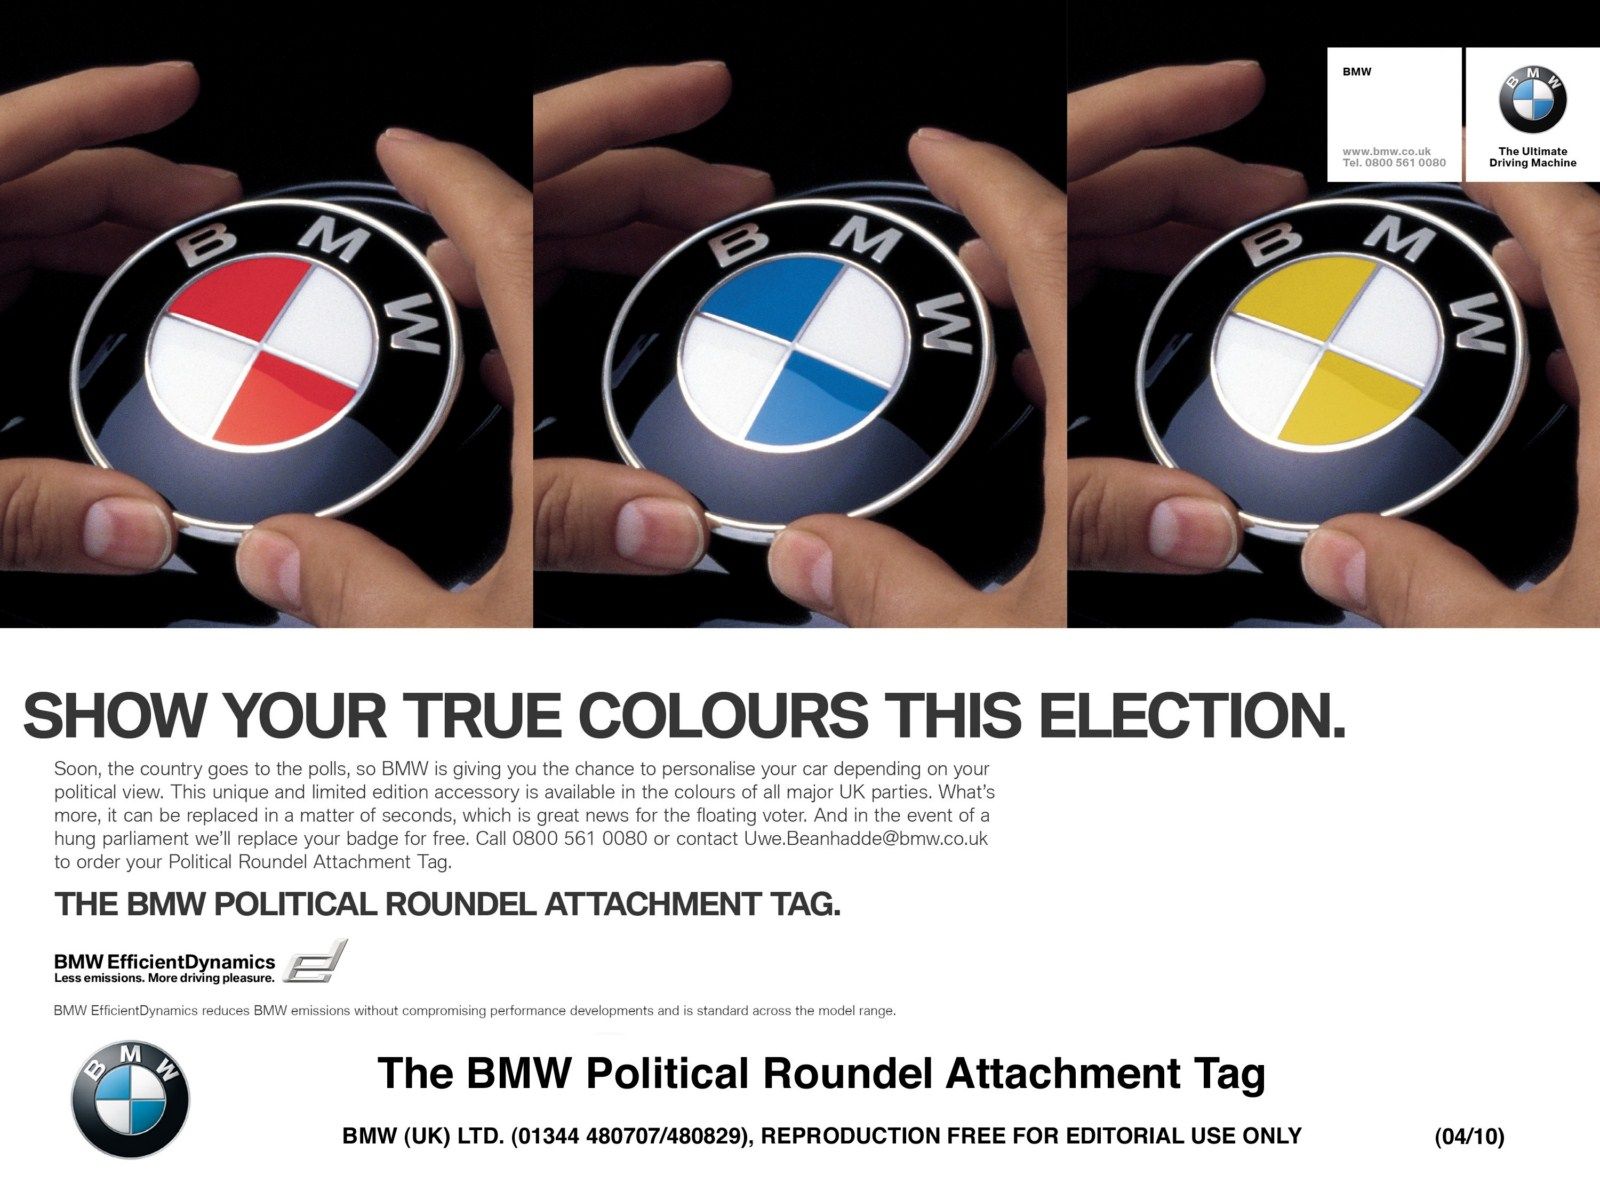 B M W
B M W
B M W
BMW
www.bmw.co.uk
Tel. 0800 561 0080
B M W
The Ultimate
Driving Machine
SHOW YOUR TRUE COLOURS THIS ELECTION.
Soon, the country goes to the polls, so BMW is giving you the chance to personalise your car depending on your
political view. This unique and limited edition accessory is available in the colours of all major UK parties. What's
more, it can be replaced in a matter of seconds, which is great news for the floating voter. And in the event of a
hung parliament we'll replace your badge for free. Call 0800 561 0080 or contact Uwe.Beanhadde@bmw.co.uk
to order your Political Roundel Attachment Tag.
THE BMW POLITICAL ROUNDEL ATTACHMENT TAG.
BMW EfficientDynamics
Less emissions. More driving pleasure.
BMW EfficientDynamics reduces BMW emissions without compromising performance developments and is standard across the model range.
B M W
The BMW Political Roundel Attachment Tag
BMW (UK) LTD. (01344 480707/480829), REPRODUCTION FREE FOR EDITORIAL USE ONLY (04/10)